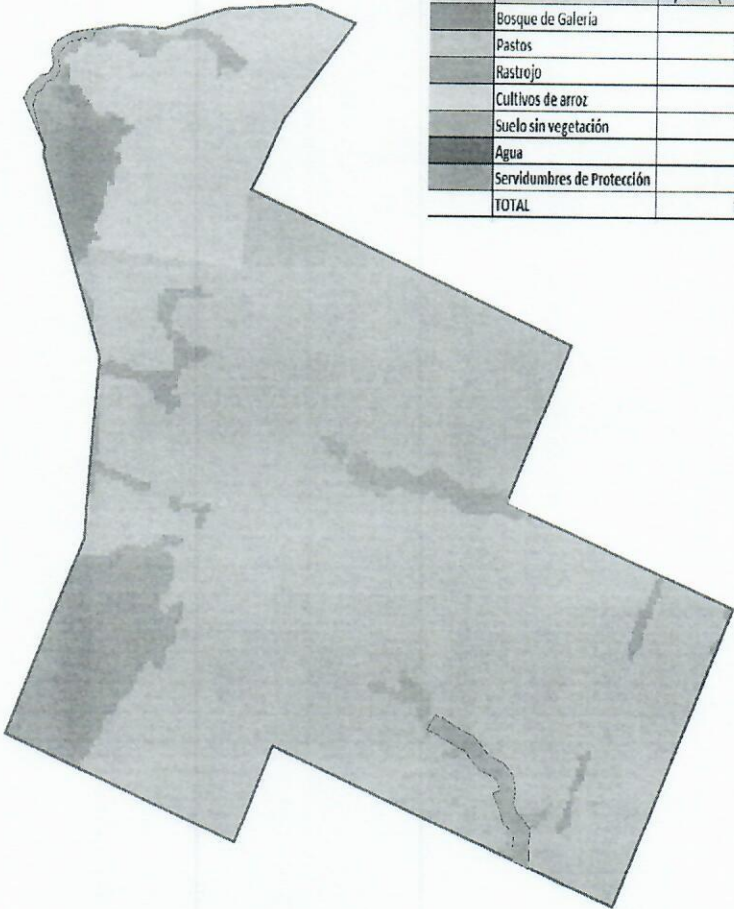 Bosque de Galería
Pastos
Rastrojo
Cultivos de arroz
Suelo sin vegetación
Agua
Servidumbres de Protección
TOTAL